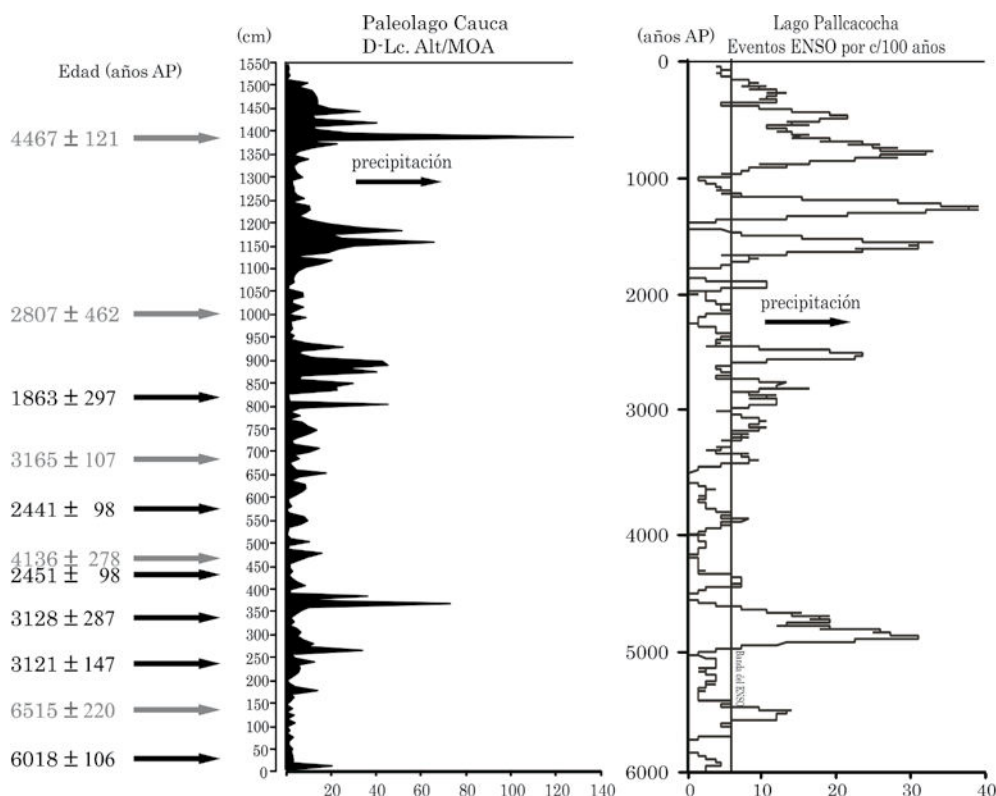 Paleolago Cauca
D-Lc. Alt/MOA
(cm)
Edad (años AP)
4467 ± 121
2807 ± 462
1863 ± 297
3165 ± 107
2441 ± 98
4136 ± 278
2451 ± 98
3128 ± 287
3121 ± 147
6515 ± 220
6018 ± 106
1550
1500
1450
1400
1350
1300
1250
1200
1150
1100
1050
1000
950
900
850
800
750
700
650
600
550
500
450
400
350
300
250
200
150
100
50
0
precipitación
0
20
40
60
80
100
120
140
Lago Pallcacocha
Eventos ENSO por c/100 años
(años AP)
0
1000
2000
3000
4000
5000
6000
precipitación
Banda del ENSO
0
10
20
30
40